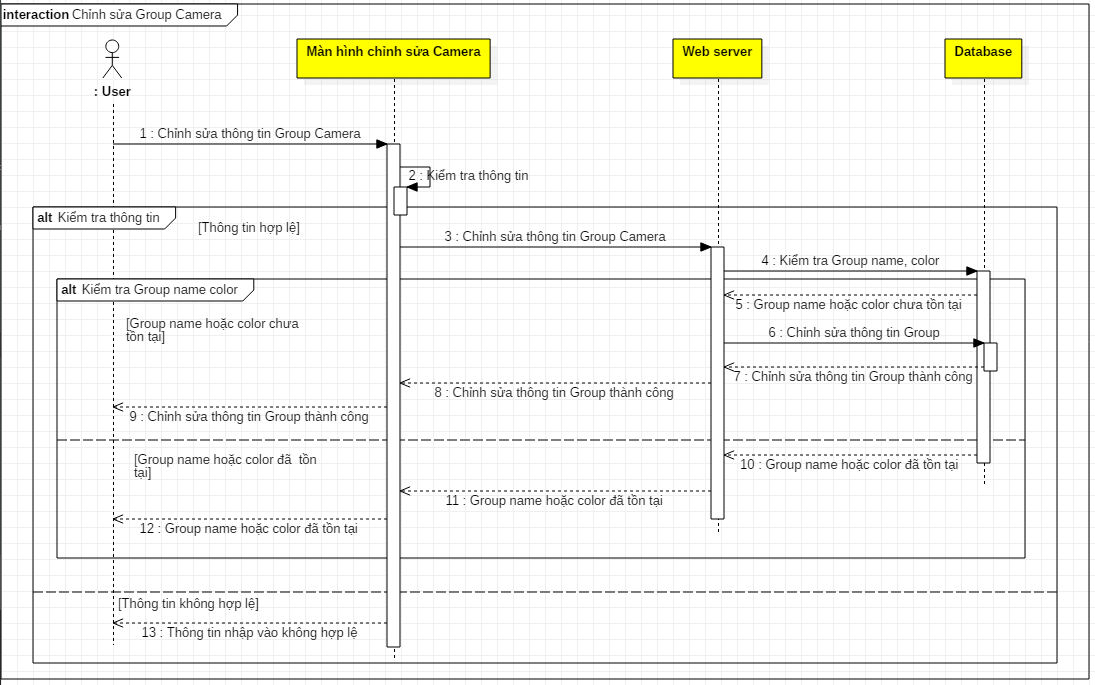 interaction Chỉnh sửa Group Camera
: User
Màn hình chỉnh sửa Camera
Web server
Database
1 : Chỉnh sửa thông tin Group Camera
2 : Kiểm tra thông tin
alt Kiểm tra thông tin
[Thông tin hợp lệ]
3 : Chỉnh sửa thông tin Group Camera
4 : Kiểm tra Group name, color
alt Kiểm tra Group name color
5 : Group name hoặc color chưa tồn tại
[Group name hoặc color chưa
tồn tại]
6 : Chỉnh sửa thông tin Group
7 : Chỉnh sửa thông tin Group thành công
8 : Chỉnh sửa thông tin Group thành công
9 : Chỉnh sửa thông tin Group thành công
[Group name hoặc color đã tồn
tại]
10 : Group name hoặc color đã tồn tại
11 : Group name hoặc color đã tồn tại
12 : Group name hoặc color đã tồn tại
[Thông tin không hợp lệ]
13 : Thông tin nhập vào không hợp lệ